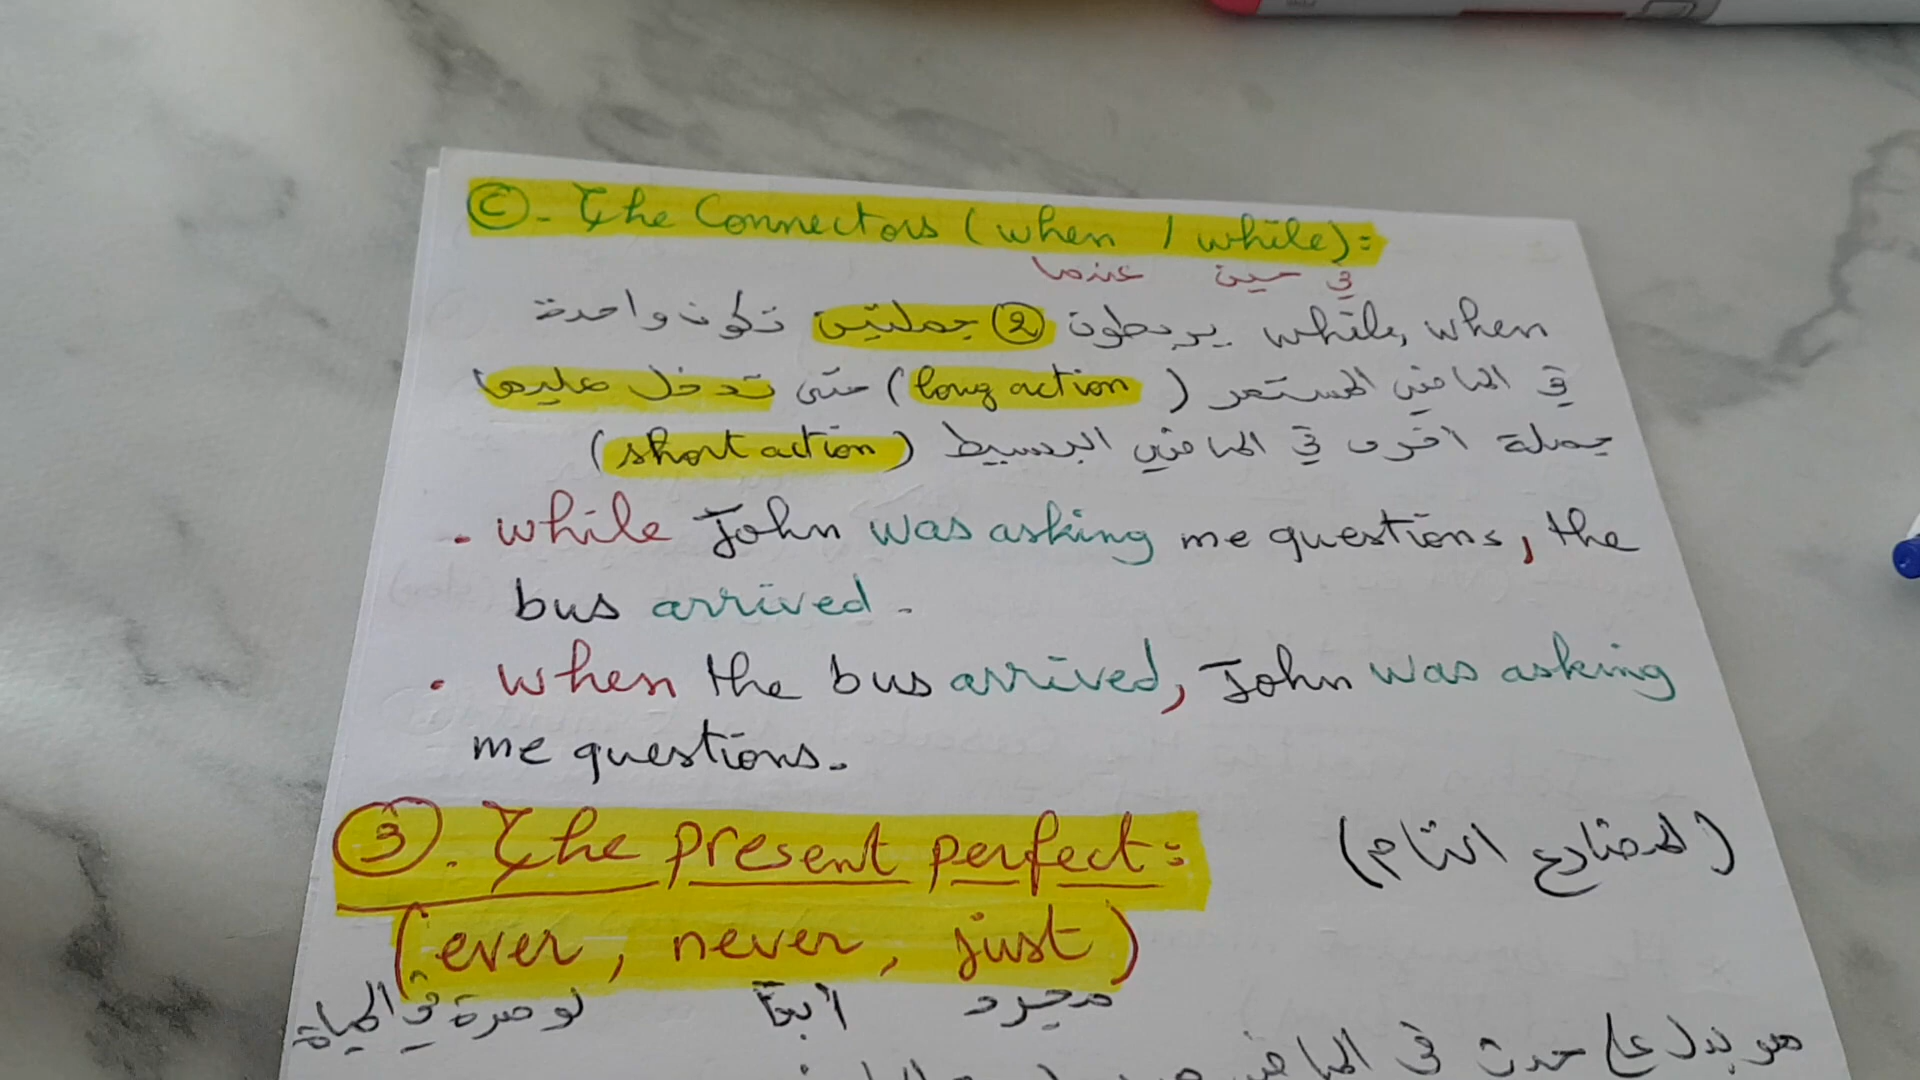 C - The Connectors (when / while):
عندما في حين
while, when يربطون 2 جملتين تكون واحدة
في الماضي المستمر (long action) حتى تدخل عليها
جملة اخرى في الماضي البسيط (short action)
• while John was asking me questions, the
bus arrived.
• when the bus arrived, John was asking
me questions.
3. The present perfect: (المضارع التام)
(ever, never, just)
لو مرة في الحياة أبدًا مجرد
هو يدل على حدث في الماضي